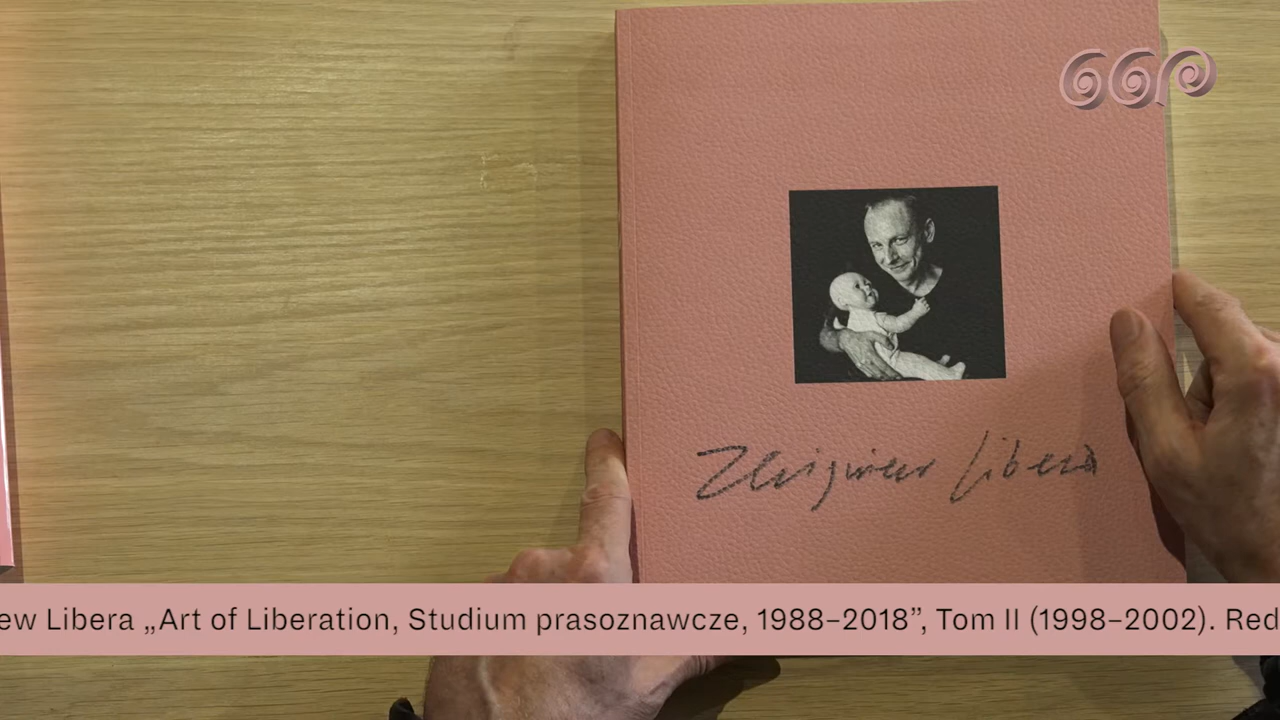 Zbigniew Libera
ew Libera „Art of Liberation, Studium prasoznawcze, 1988–2018”, Tom II (1998–2002). Red